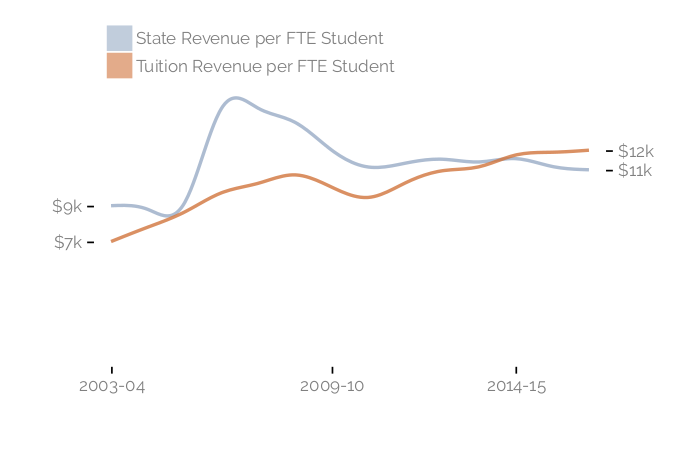 State Revenue per FTE Student
Tuition Revenue per FTE Student
$12k
$11k
$9k
$7k
2003-04 2009-10 2014-15